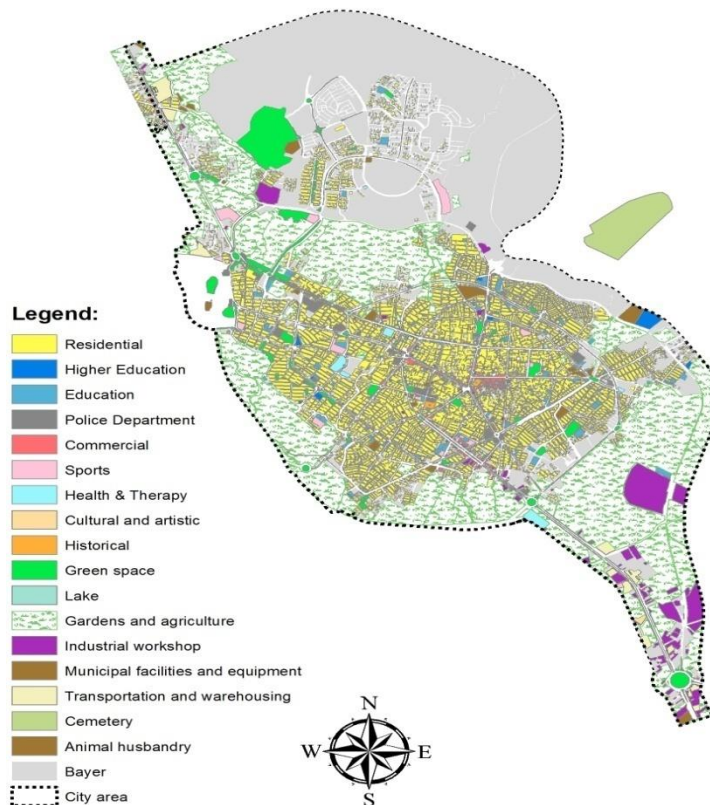 Legend:
Residential
Higher Education
Education
Police Department
Commercial
Sports
Health & Therapy
Cultural and artistic
Historical
Green space
Lake
Gardens and agriculture
Industrial workshop
Municipal facilities and equipment
Transportation and warehousing
Cemetery
Animal husbandry
Bayer
City area
N
W E
S